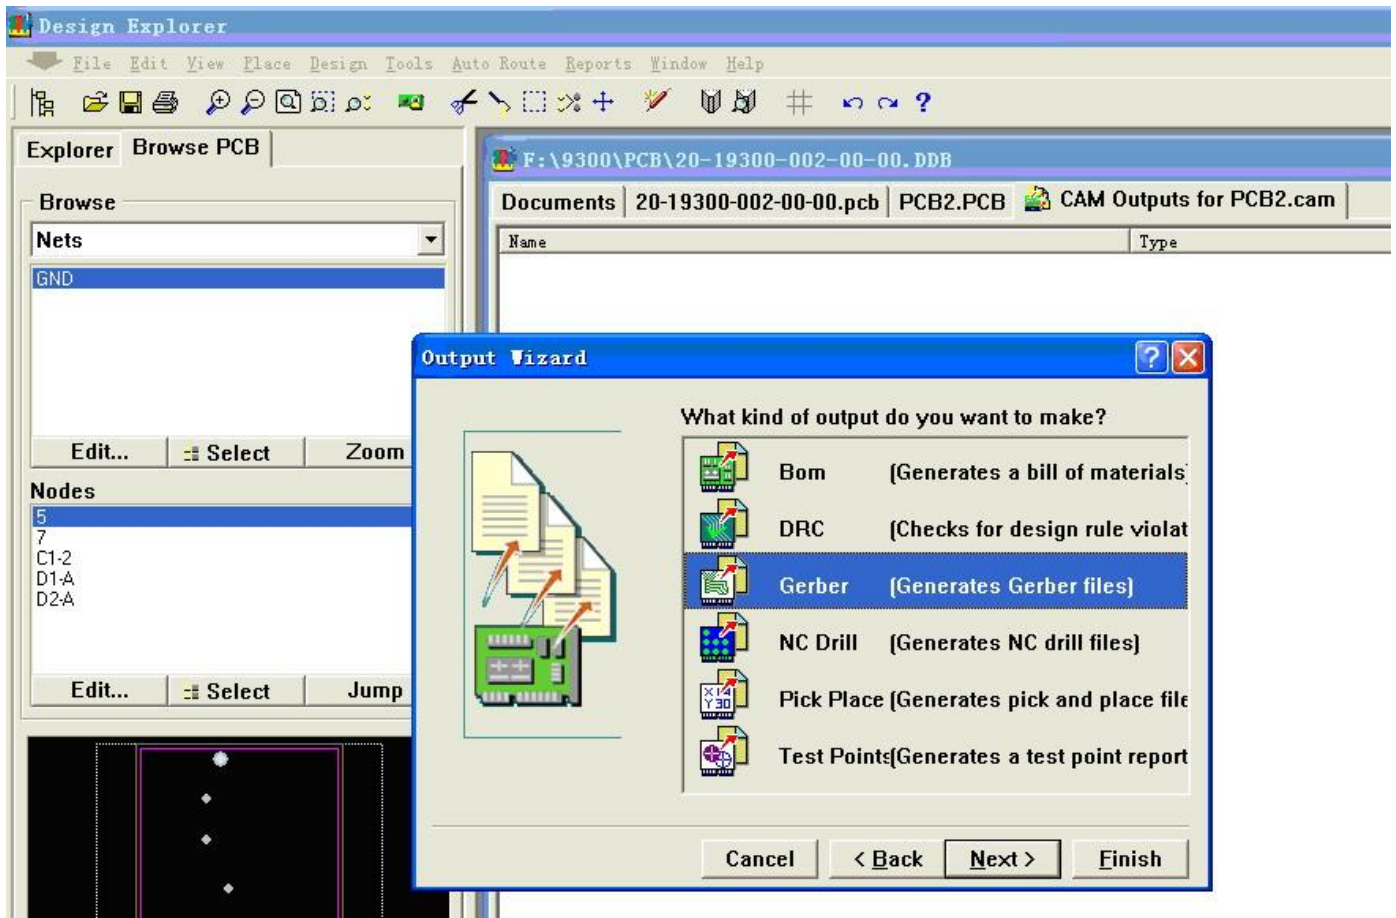 Design Explorer
File Edit View Place Design Tools Auto Route Reports Window Help
Explorer Browse PCB
F:\9300\PCB\20-19300-002-00-00.DDB
Documents 20-19300-002-00-00.pcb PCB2.PCB CAM Outputs for PCB2.cam
Name Type
Browse
Nets
GND
Edit... Select Zoom
Nodes
5
7
C1-2
D1-A
D2-A
Edit... Select Jump
Output Wizard
What kind of output do you want to make?
Bom (Generates a bill of materials)
DRC (Checks for design rule violat
Gerber (Generates Gerber files)
NC Drill (Generates NC drill files)
Pick Place (Generates pick and place file
Test Points(Generates a test point report
Cancel < Back Next > Finish